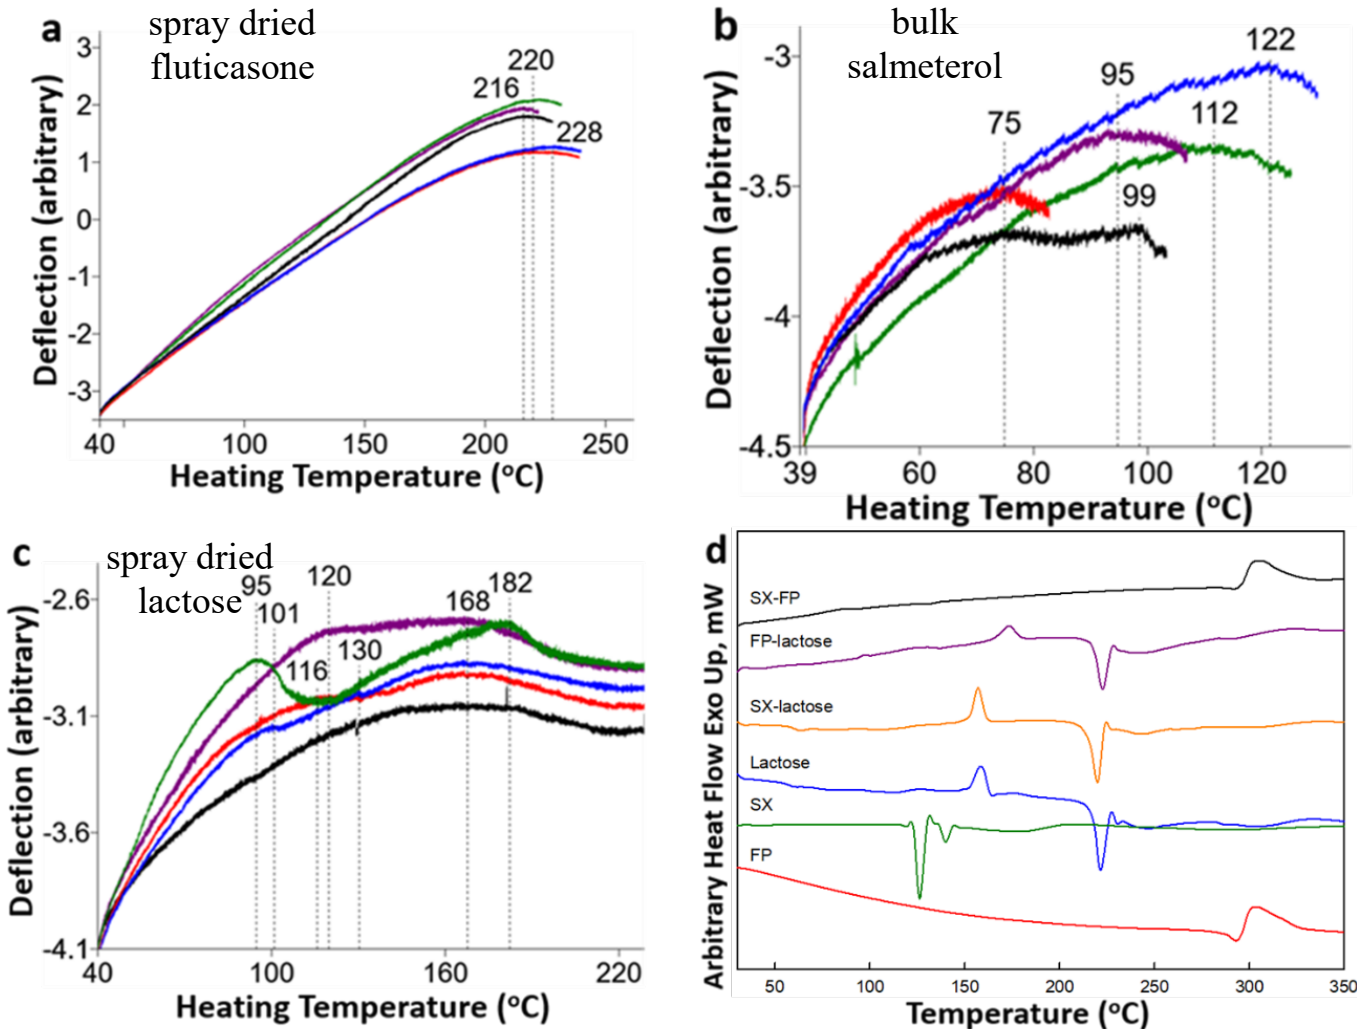 a
spray dried
fluticasone
3
2
1
0
-1
-2
-3
216
220
228
40
100
150
200
250
Deflection (arbitrary)
Heating Temperature (°C)
b
bulk
salmeterol
-3
-3.5
-4
-4.5
75
95
99
112
122
39
60
80
100
120
Deflection (arbitrary)
Heating Temperature (°C)
c
spray dried
lactose
-2.6
-3.1
-3.6
-4.1
95
101
116
120
130
168
182
40
100
160
220
Deflection (arbitrary)
Heating Temperature (°C)
d
SX-FP
FP-lactose
SX-lactose
Lactose
SX
FP
50
100
150
200
250
300
350
Arbitrary Heat Flow Exo Up, mW
Temperature (°C)